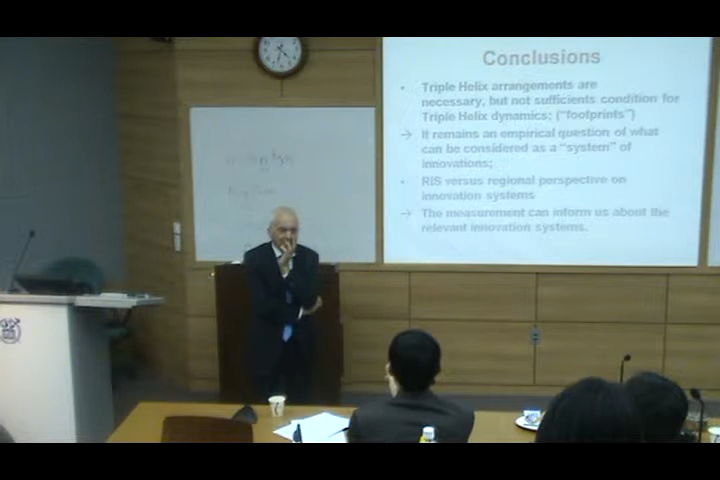 Conclusions
• Triple Helix arrangements are
necessary, but not sufficients condition for
Triple Helix dynamics; ("footprints")
→ It remains an empirical question of what
can be considered as a "system" of
innovations;
• RIS versus regional perspective on
innovation systems
→ The measurement can inform us about the
relevant innovation systems.